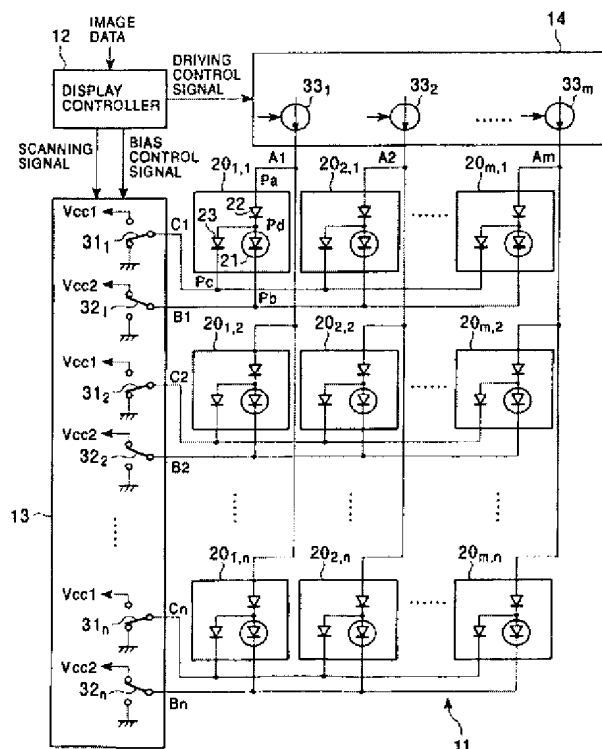 IMAGE DATA
12
14
DISPLAY CONTROLLER
DRIVING CONTROL SIGNAL
33₁
33₂
33ₘ
SCANNING SIGNAL
BIAS CONTROL SIGNAL
A1
A2
Am
20₁,₁
20₂,₁
20ₘ,₁
Pa
22
Pd
23
21
Pc
Pb
Vcc1
C1
31₁
Vcc2
32₁
B1
20₁,₂
20₂,₂
20ₘ,₂
Vcc1
C2
31₂
Vcc2
32₂
B2
13
20₁,ₙ
20₂,ₙ
20ₘ,ₙ
Vcc1
Cn
31ₙ
Vcc2
32ₙ
Bn
11